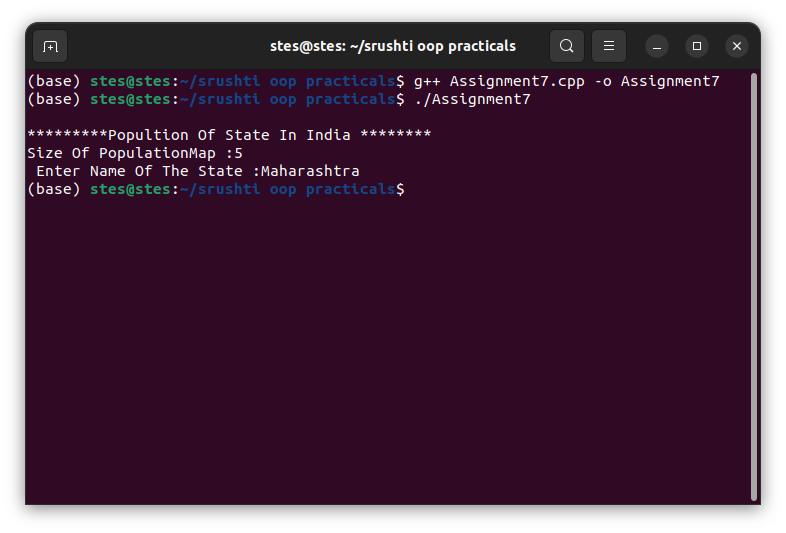 stes@stes: ~/srushti oop practicals
(base) stes@stes:~/srushti oop practicals$ g++ Assignment7.cpp -o Assignment7
(base) stes@stes:~/srushti oop practicals$ ./Assignment7
*********Popultion Of State In India ********
Size Of PopulationMap :5
 Enter Name Of The State :Maharashtra
(base) stes@stes:~/srushti oop practicals$